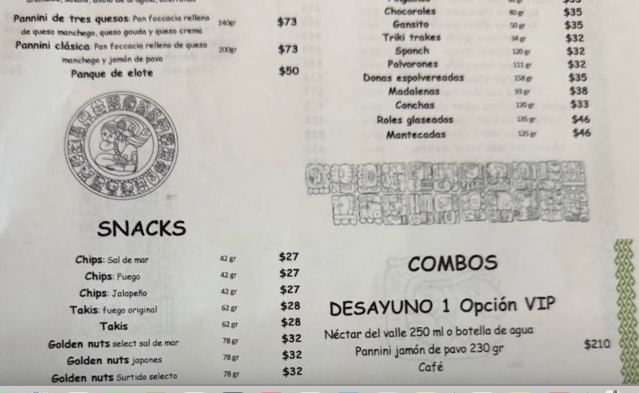 Pannini de tres quesos: Pan foccacia relleno 340gr $73
de queso manchego, queso gouda y queso crema
Pannini clásica: Pan foccacia relleno de queso 200gr $73
manchego y jamón de pavo
Panque de elote $50
SNACKS
Chips: Sal de mar 42 gr $27
Chips: Fuego 42 gr $27
Chips: Jalapeño 42 gr $27
Takis: fuego original 62 gr $28
Takis 62 gr $28
Golden nuts select sal de mar 78 gr $32
Golden nuts japones 78 gr $32
Golden nuts Surtido selecto 78 gr $32
$35
Chocoroles 80 gr $35
Gansito 50 gr $35
Triki trakes 34 gr $32
Sponch 120 gr $32
Polvorones 111 gr $32
Donas espolvereadas 158 gr $35
Madalenas 93 gr $38
Conchas 120 gr $33
Roles glaseados 135 gr $46
Mantecadas 125 gr $46
COMBOS
DESAYUNO 1 Opción VIP
Néctar del valle 250 ml o botella de agua
Pannini jamón de pavo 230 gr $210
Café